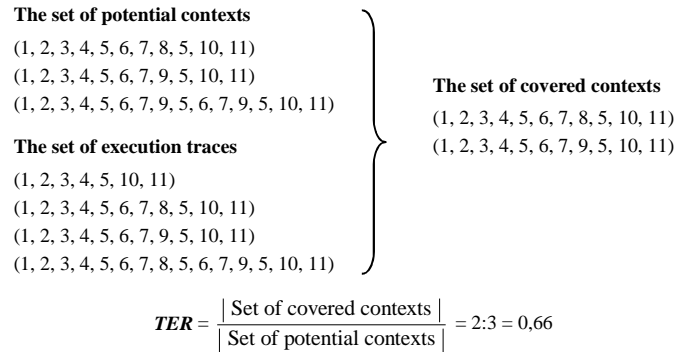 The set of potential contexts
(1, 2, 3, 4, 5, 6, 7, 8, 5, 10, 11)
(1, 2, 3, 4, 5, 6, 7, 9, 5, 10, 11)
(1, 2, 3, 4, 5, 6, 7, 9, 5, 6, 7, 9, 5, 10, 11)
The set of execution traces
(1, 2, 3, 4, 5, 10, 11)
(1, 2, 3, 4, 5, 6, 7, 8, 5, 10, 11)
(1, 2, 3, 4, 5, 6, 7, 9, 5, 10, 11)
(1, 2, 3, 4, 5, 6, 7, 8, 5, 6, 7, 9, 5, 10, 11)
The set of covered contexts
(1, 2, 3, 4, 5, 6, 7, 8, 5, 10, 11)
(1, 2, 3, 4, 5, 6, 7, 9, 5, 10, 11)
TER = | Set of covered contexts | / | Set of potential contexts | = 2:3 = 0,66